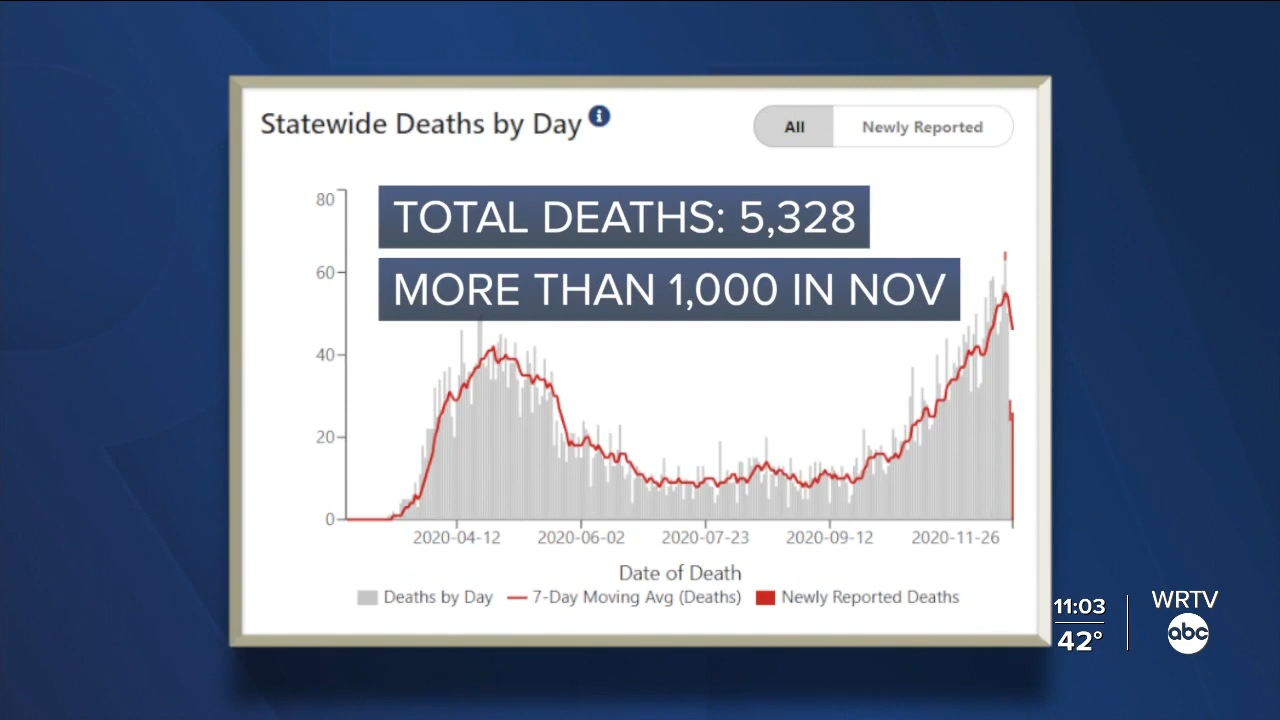 Statewide Deaths by Day
All
Newly Reported
TOTAL DEATHS: 5,328
MORE THAN 1,000 IN NOV
80
60
40
20
0
2020-04-12
2020-06-02
2020-07-23
2020-09-12
2020-11-26
Date of Death
Deaths by Day
7-Day Moving Avg (Deaths)
Newly Reported Deaths
11:03
42°
WRTV
abc